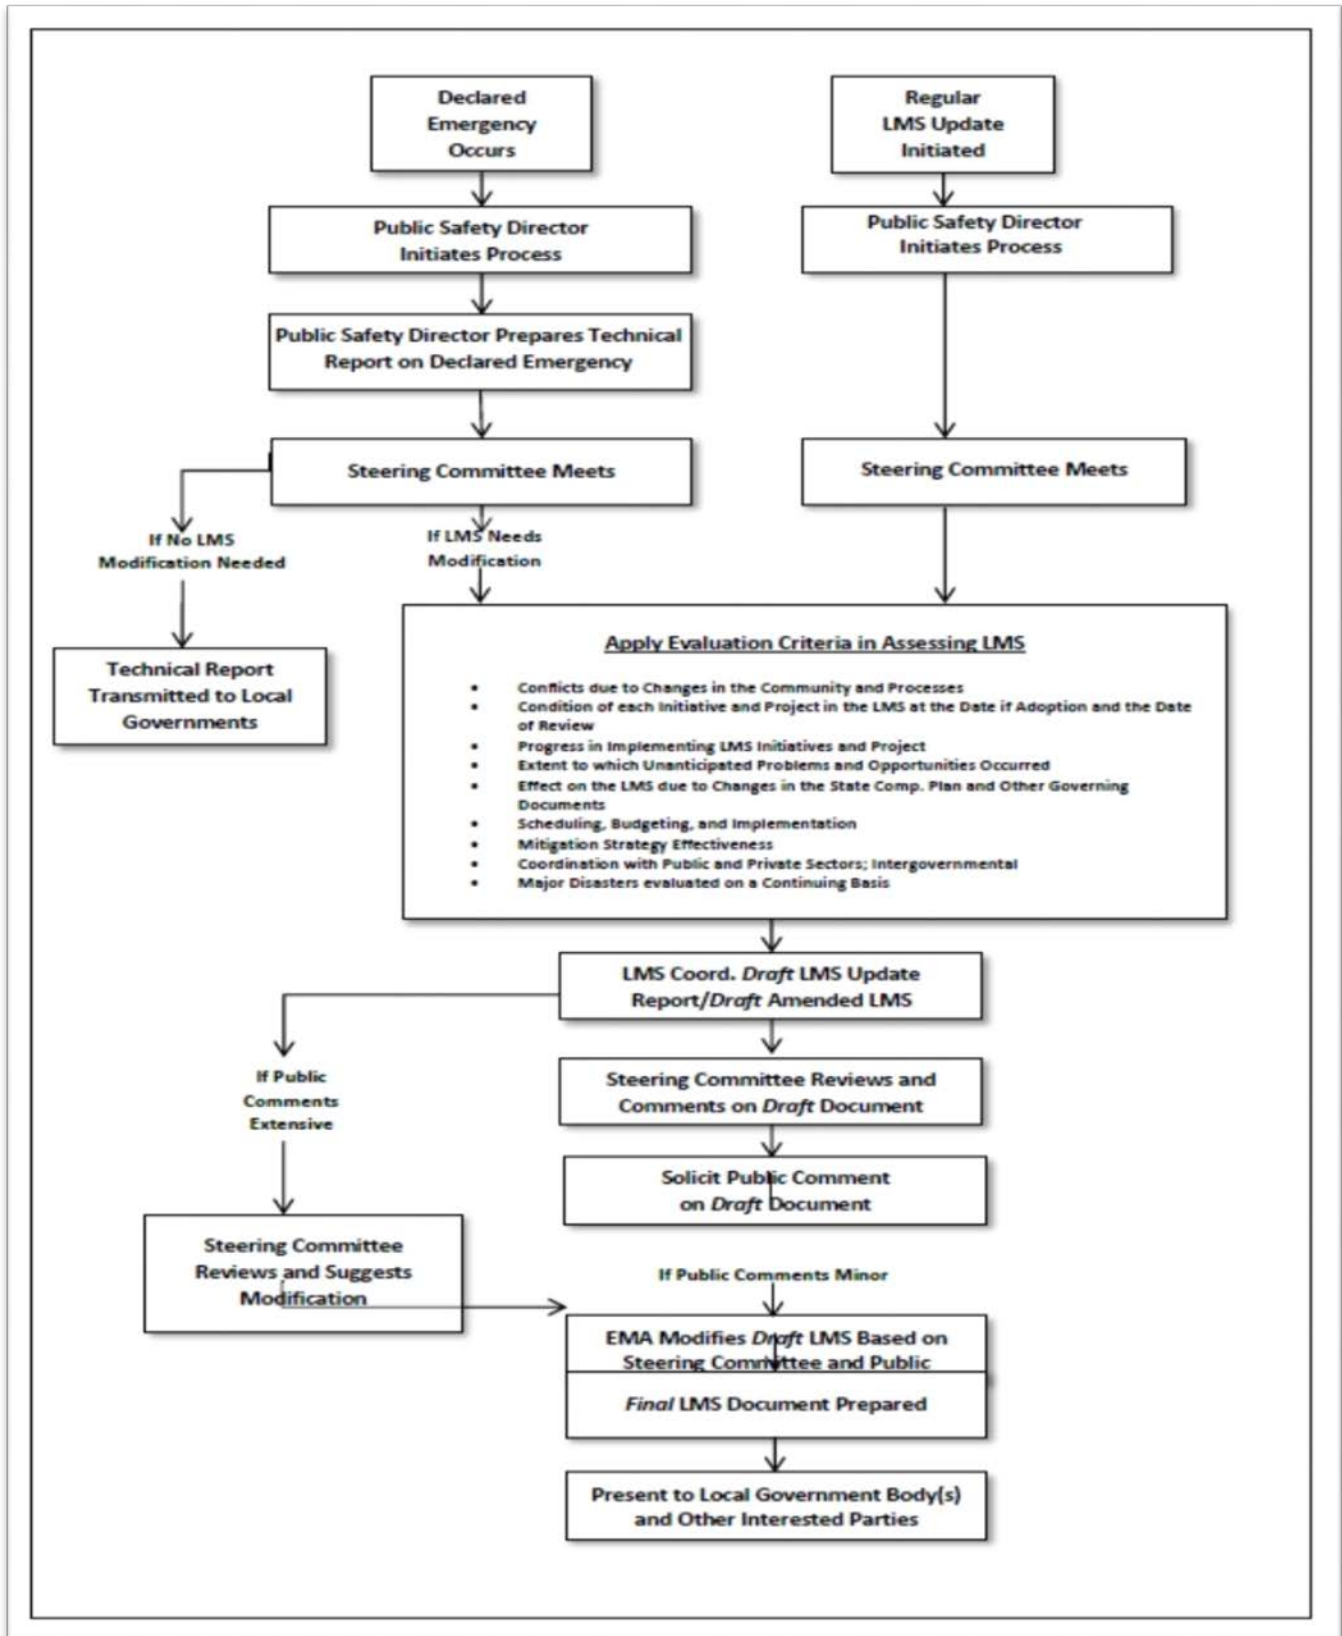 Declared
Emergency
Occurs
Regular
LMS Update
Initiated
Public Safety Director
Initiates Process
Public Safety Director
Initiates Process
Public Safety Director Prepares Technical
Report on Declared Emergency
Steering Committee Meets
Steering Committee Meets
If No LMS
Modification Needed
If LMS Needs
Modification
Technical Report
Transmitted to Local
Governments
Apply Evaluation Criteria in Assessing LMS
• Conflicts due to Changes in the Community and Processes
• Condition of each Initiative and Project in the LMS at the Date if Adoption and the Date
of Review
• Progress in Implementing LMS Initiatives and Project
• Extent to which Unanticipated Problems and Opportunities Occurred
• Effect on the LMS due to Changes in the State Comp. Plan and Other Governing
Documents
• Scheduling, Budgeting, and Implementation
• Mitigation Strategy Effectiveness
• Coordination with Public and Private Sectors; Intergovernmental
• Major Disasters evaluated on a Continuing Basis
LMS Coord. Draft LMS Update
Report/Draft Amended LMS
If Public
Comments
Extensive
Steering Committee Reviews and
Comments on Draft Document
Solicit Public Comment
on Draft Document
Steering Committee
Reviews and Suggests
Modification
If Public Comments Minor
EMA Modifies Draft LMS Based on
Steering Committee and Public
Final LMS Document Prepared
Present to Local Government Body(s)
and Other Interested Parties